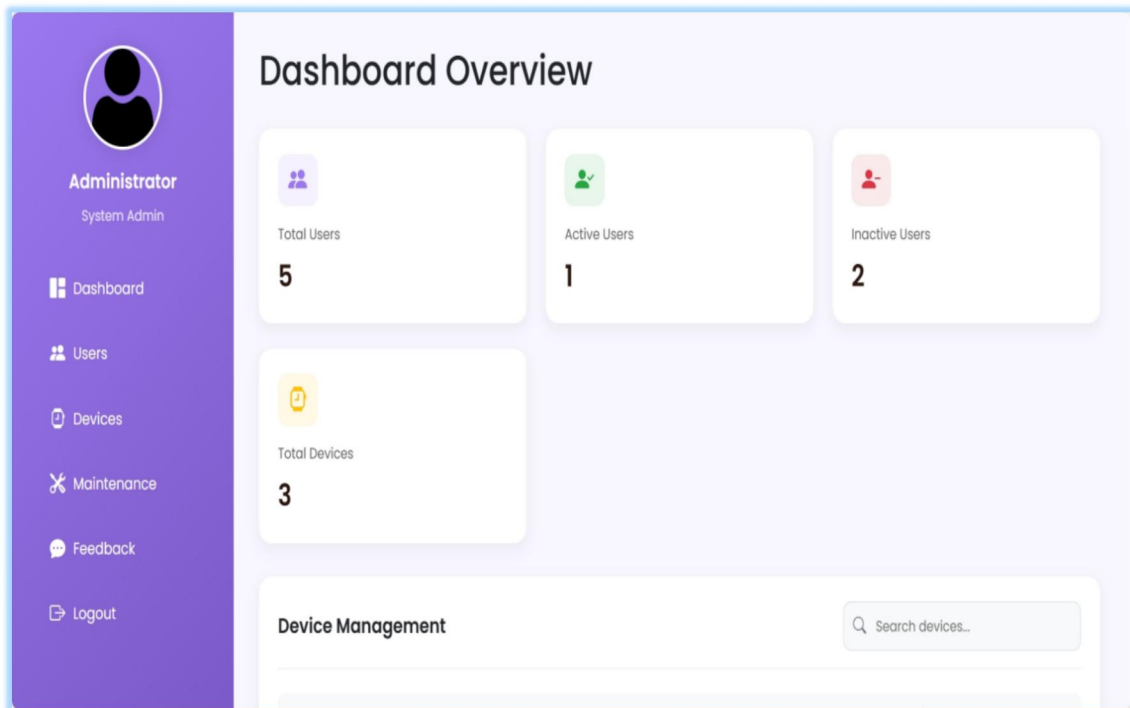 Administrator
System Admin
Dashboard
Users
Devices
Maintenance
Feedback
Logout
Dashboard Overview
Total Users
5
Active Users
1
Inactive Users
2
Total Devices
3
Device Management
Search devices...